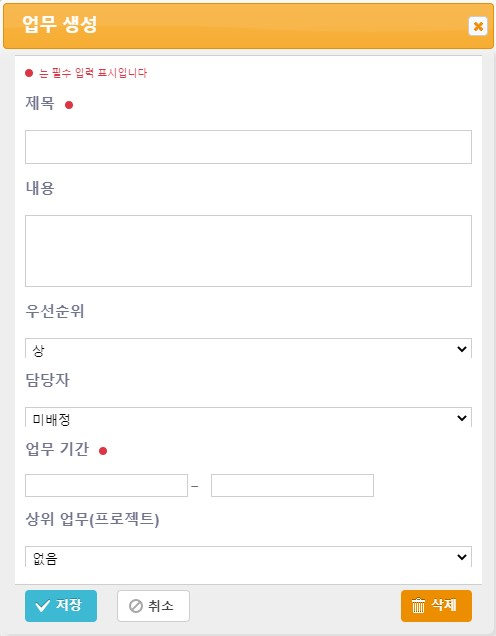 업무 생성
는 필수 입력 표시입니다
제목
내용
우선순위
상
담당자
미배정
업무 기간
–
상위 업무(프로젝트)
없음
저장 취소 삭제